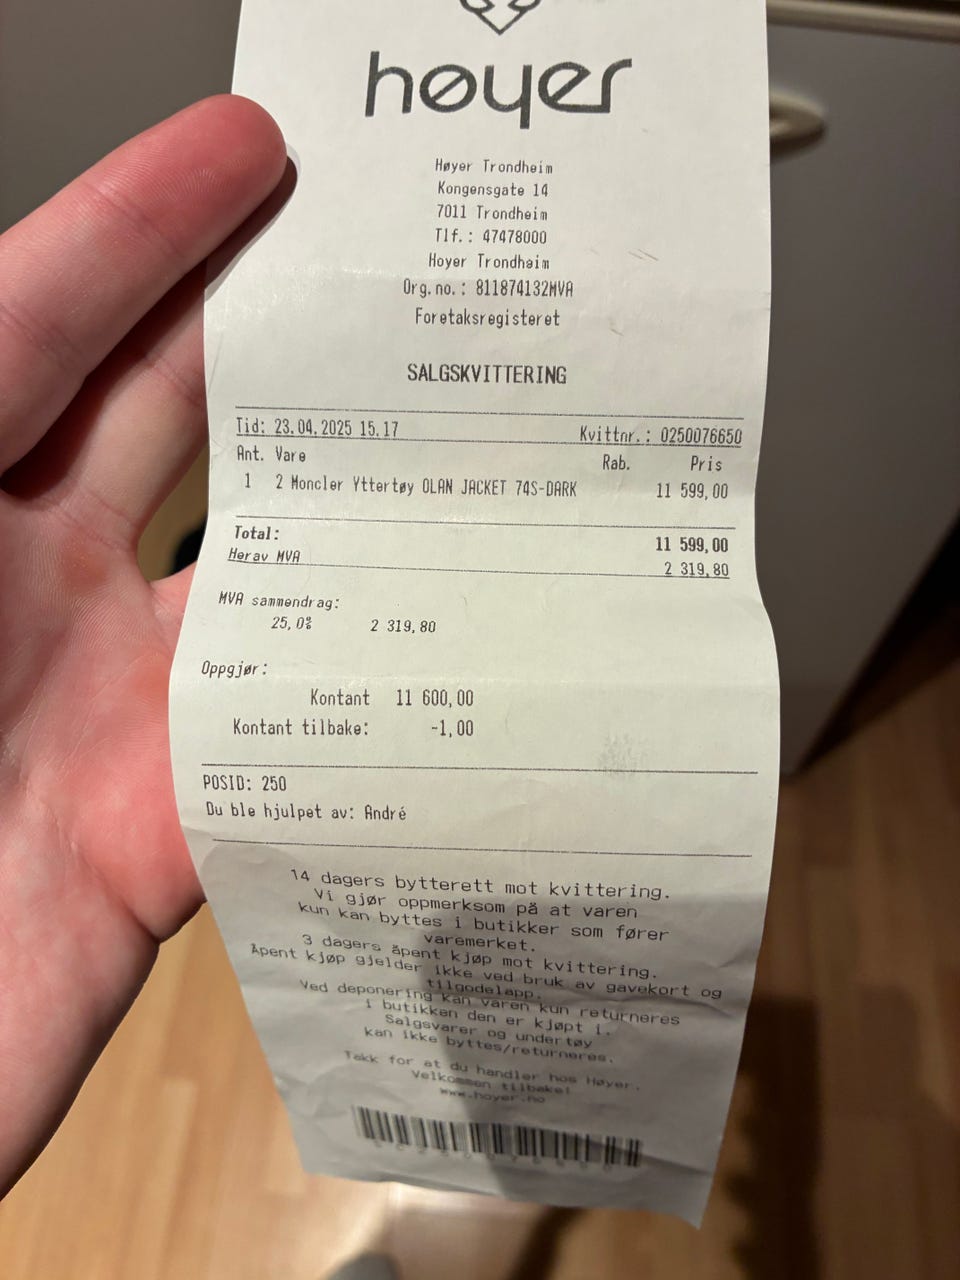 høyer
Høyer Trondheim
Kongensgate 14
7011 Trondheim
Tlf.: 47478000
Hoyer Trondheim
Org.no.: 811874132MVA
Foretaksregisteret
SALGSKVITTERING
Tid: 23.04.2025 15.17 Kvittnr.: 0250076650
Ant. Vare Rab. Pris
1 2 Moncler Yttertøy OLAN JACKET 74S-DARK 11 599,00
Total: 11 599,00
Herav MVA 2 319,80
MVA sammendrag:
25,0% 2 319,80
Oppgjør:
Kontant 11 600,00
Kontant tilbake: -1,00
POSID: 250
Du ble hjulpet av: André
14 dagers bytterett mot kvittering.
Vi gjør oppmerksom på at varen
kun kan byttes i butikker som fører
varemerket.
3 dagers åpent kjøp mot kvittering.
Åpent kjøp gjelder ikke ved bruk av gavekort og
tilgodelapp.
Ved deponering kan varen kun returneres
i butikken den er kjøpt i.
Salgsvarer og undertøy
kan ikke byttes/returneres.
Takk for at du handler hos Høyer.
Velkommen tilbake!
www.hoyer.no